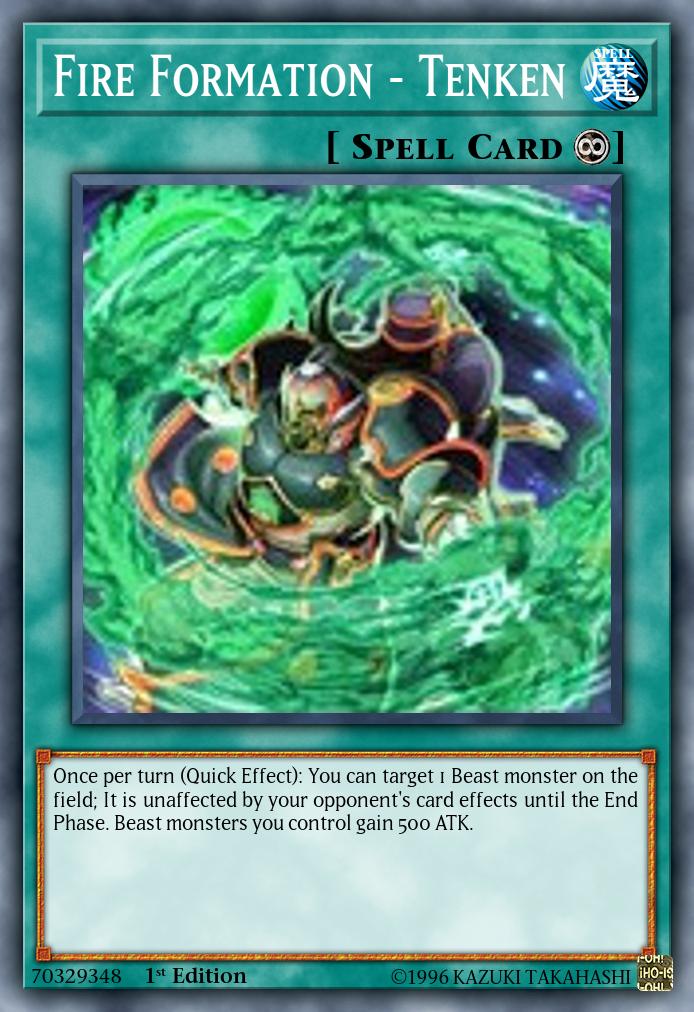 Fire Formation - Tenken
SPELL
魔
[ Spell Card ]
Once per turn (Quick Effect): You can target 1 Beast monster on the
field; It is unaffected by your opponent's card effects until the End
Phase. Beast monsters you control gain 500 ATK.
70329348 1st Edition ©1996 KAZUKI TAKAHASHI